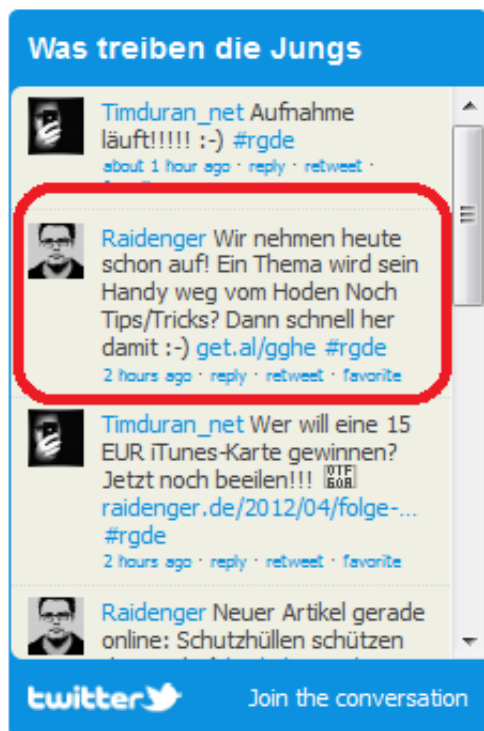 Was treiben die Jungs
Timduran_net Aufnahme
läuft!!!!! :-) #rgde
about 1 hour ago · reply · retweet ·
Raidenger Wir nehmen heute
schon auf! Ein Thema wird sein
Handy weg vom Hoden Noch
Tips/Tricks? Dann schnell her
damit :-) get.al/gghe #rgde
2 hours ago · reply · retweet · favorite
Timduran_net Wer will eine 15
EUR iTunes-Karte gewinnen?
Jetzt noch beeilen!!!
raidenger.de/2012/04/folge-...
#rgde
2 hours ago · reply · retweet · favorite
Raidenger Neuer Artikel gerade
online: Schutzhüllen schützen
twitter
Join the conversation